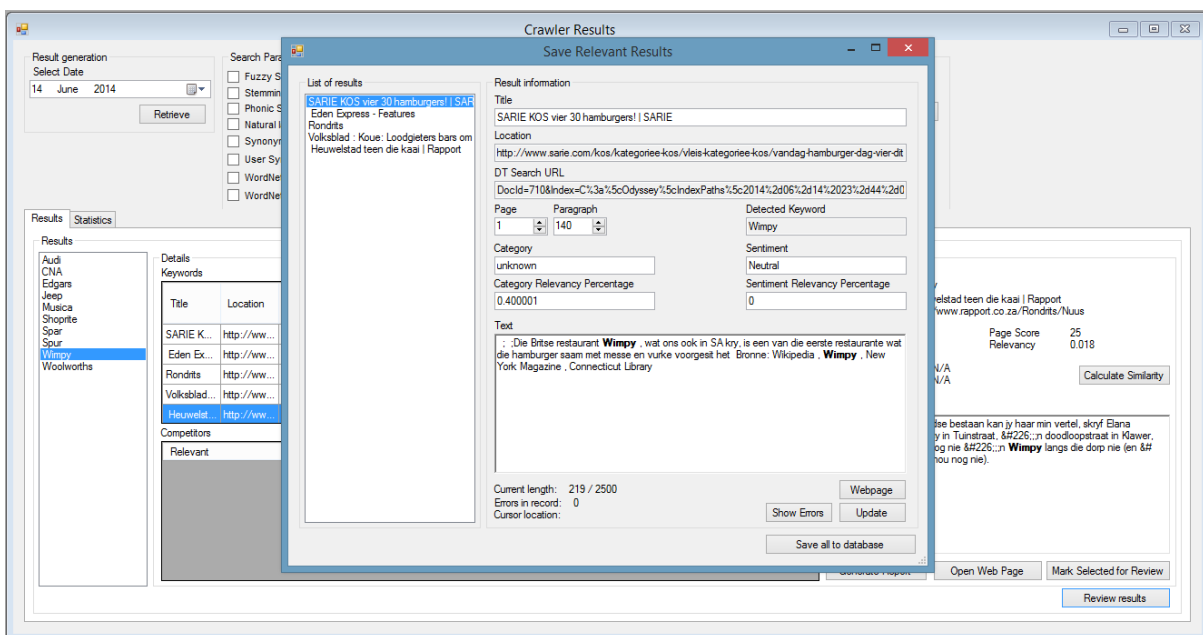 Crawler Results
Result generation
Select Date
14 June 2014
Retrieve
Search Para
Fuzzy S
Stemmin
Phonic S
Natural l
Synonyr
User Sy
WordNe
WordNe
Results Statistics
Results
Audi
CNA
Edgars
Jeep
Musica
Shoprite
Spar
Spur
Wimpy
Woolworths
Details
Keywords
Title Location
SARIE K... http://ww...
Eden Ex... http://ww...
Rondrits http://ww...
Volksblad... http://ww...
Heuwelst... http://ww...
Competitors
Relevant
Save Relevant Results
List of results
SARIE KOS vier 30 hamburgers! | SAR
Eden Express - Features
Rondrits
Volksblad : Koue: Loodgieters bars om
Heuwelstad teen die kaai | Rapport
Result information
Title
SARIE KOS vier 30 hamburgers! | SARIE
Location
http://www.sarie.com/kos/kategoriee-kos/vleis-kategoriee-kos/vandag-hamburger-dag-vier-dit
DT Search URL
DocId=710&Index=C%3a%5cOdyssey%5cIndexPaths%5c2014%2d06%2d14%2023%2d44%2d0
Page Paragraph Detected Keyword
1 140 Wimpy
Category Sentiment
unknown Neutral
Category Relevancy Percentage Sentiment Relevancy Percentage
0.400001 0
Text
; ;Die Britse restaurant Wimpy , wat ons ook in SA kry, is een van die eerste restaurante wat
die hamburger saam met messe en vurke voorgesit het Bronne: Wikipedia , Wimpy , New
York Magazine , Connecticut Library
Current length: 219 / 2500
Errors in record: 0
Cursor location:
Webpage
Show Errors Update
Save all to database
elstad teen die kaai | Rapport
/www.rapport.co.za/Rondrits/Nuus
Page Score 25
Relevancy 0.018
N/A
N/A
Calculate Similarity
dse bestaan kan jy haar min vertel, skryf Elana
y in Tuinstraat, &#226;;;n doodloopstraat in Klawer,
og nie &#226;;;n Wimpy langs die dorp nie (en &#
nou nog nie).
Open Web Page Mark Selected for Review
Review results